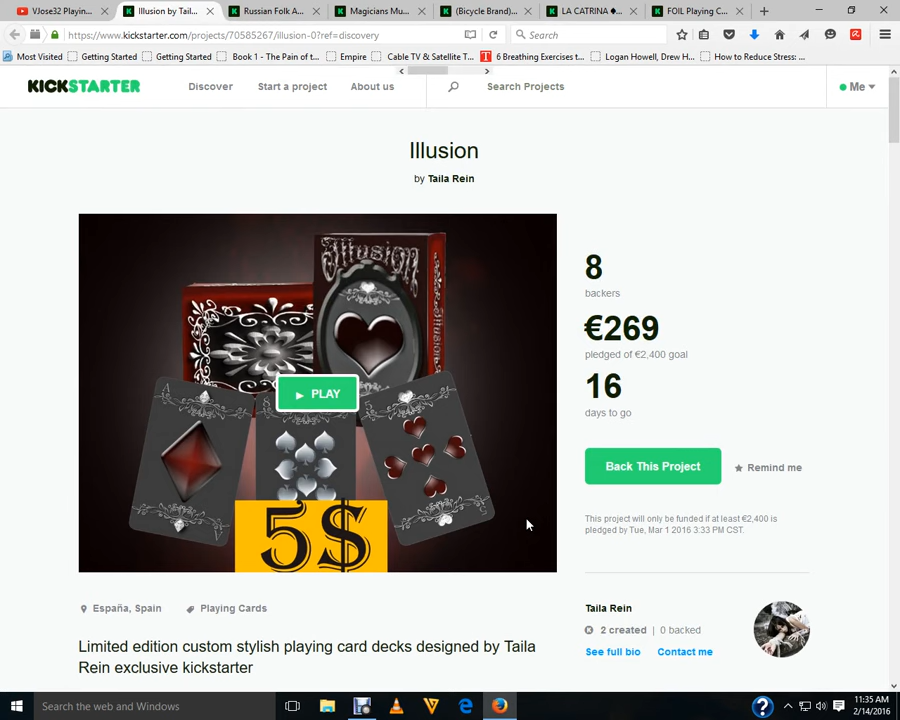 VJose32 Playin...
Illusion by Tail...
Russian Folk A...
Magicians Mu...
(Bicycle Brand)...
LA CATRINA ♦...
FOIL Playing C...
https://www.kickstarter.com/projects/70585267/illusion-0?ref=discovery
Search
Most Visited
Getting Started
Getting Started
Book 1 - The Pain of t...
Empire
Cable TV & Satellite T...
6 Breathing Exercises t...
Logan Howell, Drew H...
How to Reduce Stress: ...
KICKSTARTER
Discover
Start a project
About us
Search Projects
Me
Illusion
by Taila Rein
Illusion
PLAY
5$
8
backers
€269
pledged of €2,400 goal
16
days to go
Back This Project
Remind me
This project will only be funded if at least €2,400 is
pledged by Tue, Mar 1 2016 3:33 PM CST.
España, Spain
Playing Cards
Limited edition custom stylish playing card decks designed by Taila
Rein exclusive kickstarter
Taila Rein
2 created | 0 backed
See full bio
Contact me
Search the web and Windows
11:35 AM
2/14/2016